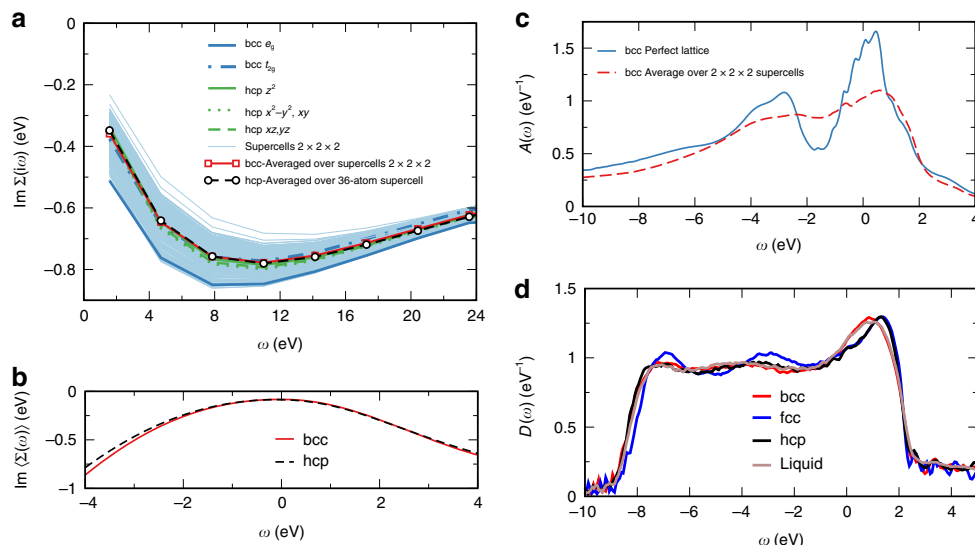 a
0
−0.2
−0.4
−0.6
−0.8
Im Σ(iω) (eV)
0 4 8 12 16 20 24
ω (eV)
bcc e_g
bcc t_2g
hcp z²
hcp x²−y², xy
hcp xz,yz
Supercells 2 × 2 × 2
bcc-Averaged over supercells 2 × 2 × 2
hcp-Averaged over 36-atom supercell
b
0
−0.5
−1
Im ⟨Σ(ω)⟩ (eV)
−4 −2 0 2 4
ω (eV)
bcc
hcp
c
1.5
1
0.5
0
A(ω) (eV⁻¹)
−10 −8 −6 −4 −2 0 2 4
ω (eV)
bcc Perfect lattice
bcc Average over 2 × 2 × 2 supercells
d
1.5
1
0.5
0
D(ω) (eV⁻¹)
−10 −8 −6 −4 −2 0 2 4
ω (eV)
bcc
fcc
hcp
Liquid